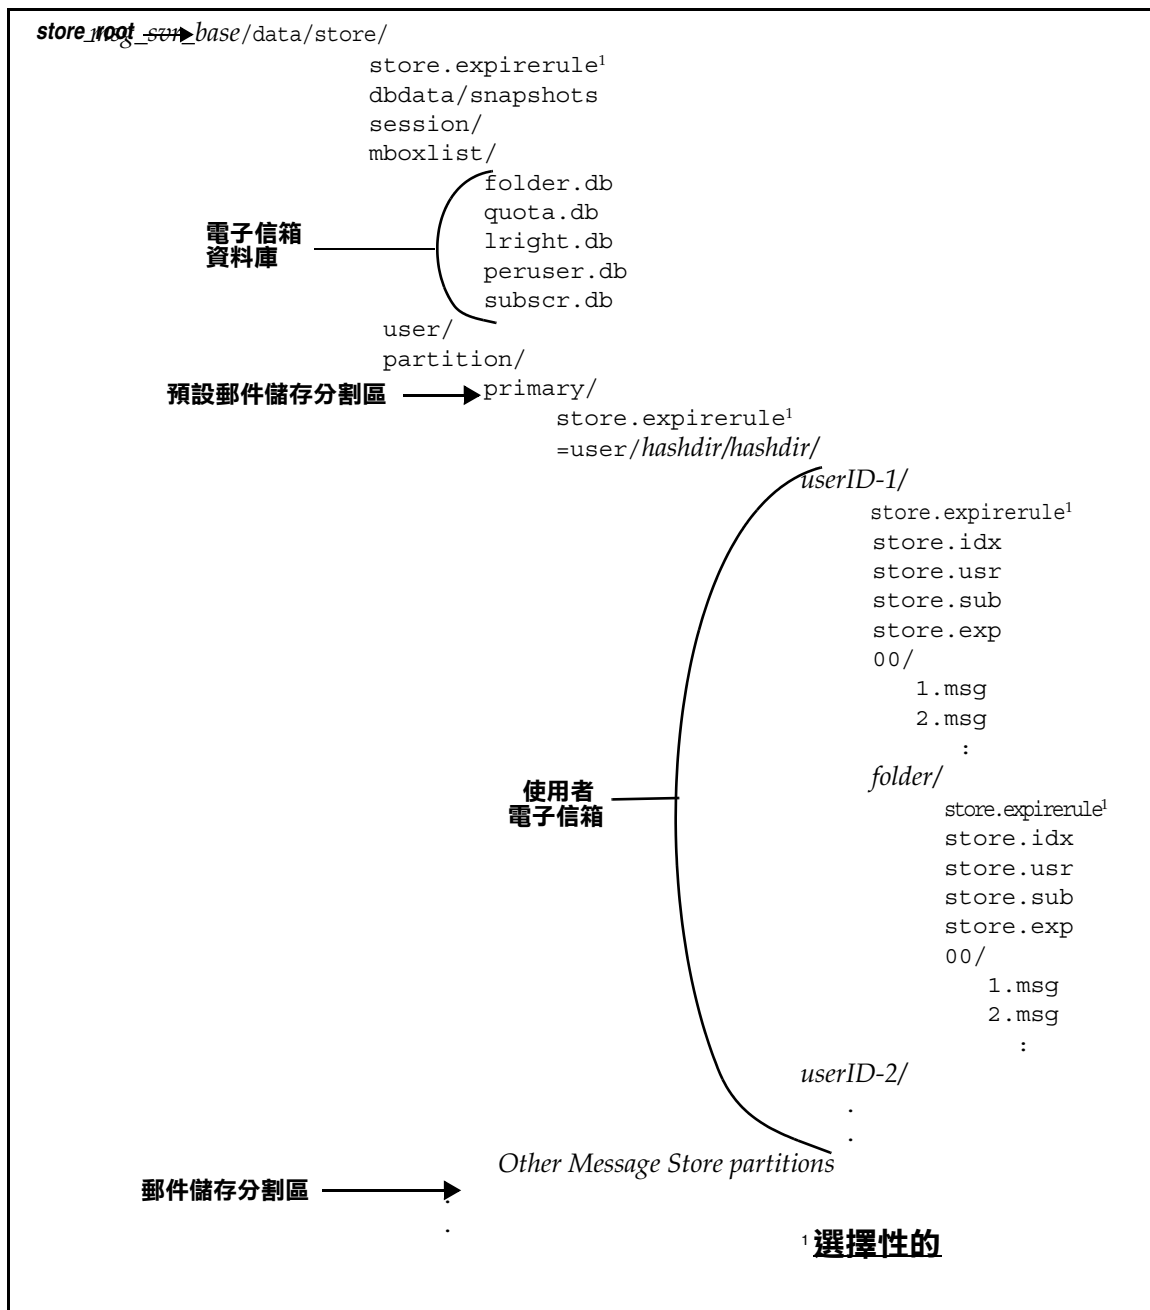 store_root msg_svr_base/data/store/
store.expirerule¹
dbdata/snapshots
session/
mboxlist/
folder.db
quota.db
lright.db
peruser.db
subscr.db
電子信箱
資料庫
user/
partition/
預設郵件儲存分割區 primary/
store.expirerule¹
=user/hashdir/hashdir/
userID-1/
store.expirerule¹
store.idx
store.usr
store.sub
store.exp
00/
1.msg
2.msg
:
folder/
使用者
電子信箱
store.expirerule¹
store.idx
store.usr
store.sub
store.exp
00/
1.msg
2.msg
:
userID-2/
.
.
Other Message Store partitions
郵件儲存分割區
.
.
¹ 選擇性的